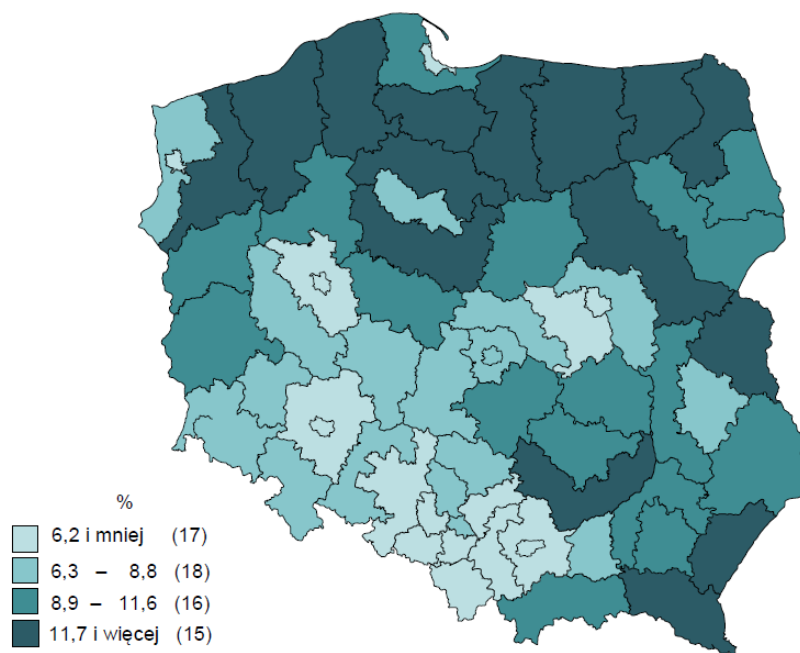 %
6,2 i mniej (17)
6,3 – 8,8 (18)
8,9 – 11,6 (16)
11,7 i więcej (15)